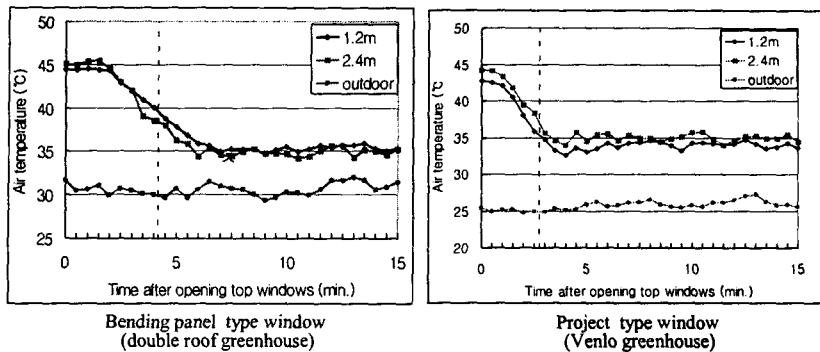 50
45
40
35
30
25
Air temperature (℃)
1.2m
2.4m
outdoor
0 5 10 15
Time after opening top windows (min.)
Bending panel type window
(double roof greenhouse)
50
45
40
35
30
25
20
Air temperature (℃)
1.2m
2.4m
outdoor
0 5 10 15
Time after opening top windows (min.)
Project type window
(Venlo greenhouse)